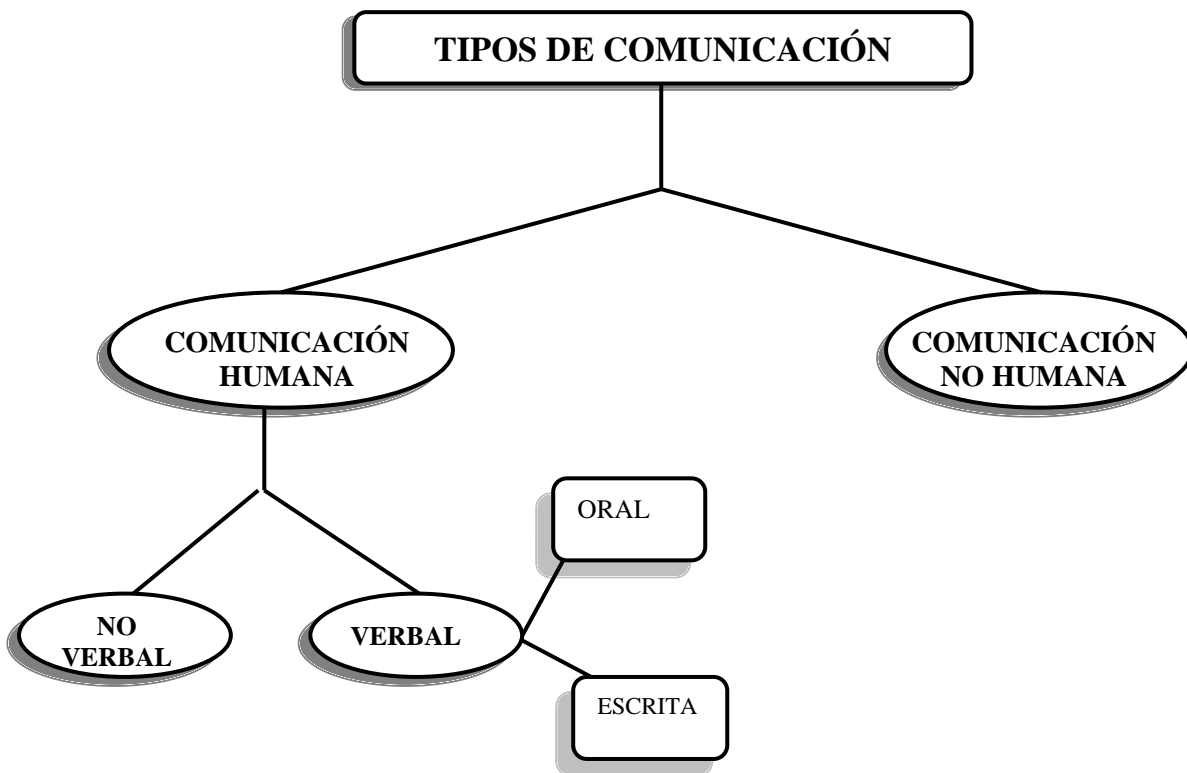 TIPOS DE COMUNICACIÓN
COMUNICACIÓN
HUMANA
COMUNICACIÓN
NO HUMANA
ORAL
NO
VERBAL
VERBAL
ESCRITA